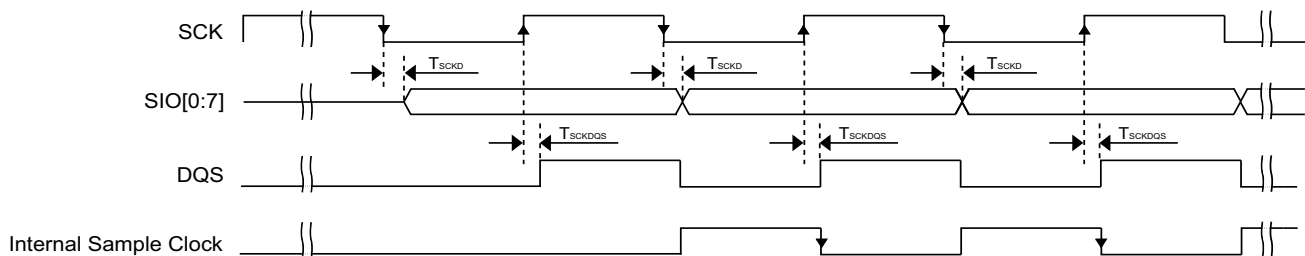 SCK
TSCKD TSCKD TSCKD
SIO[0:7]
TSCKDQS TSCKDQS TSCKDQS
DQS
Internal Sample Clock